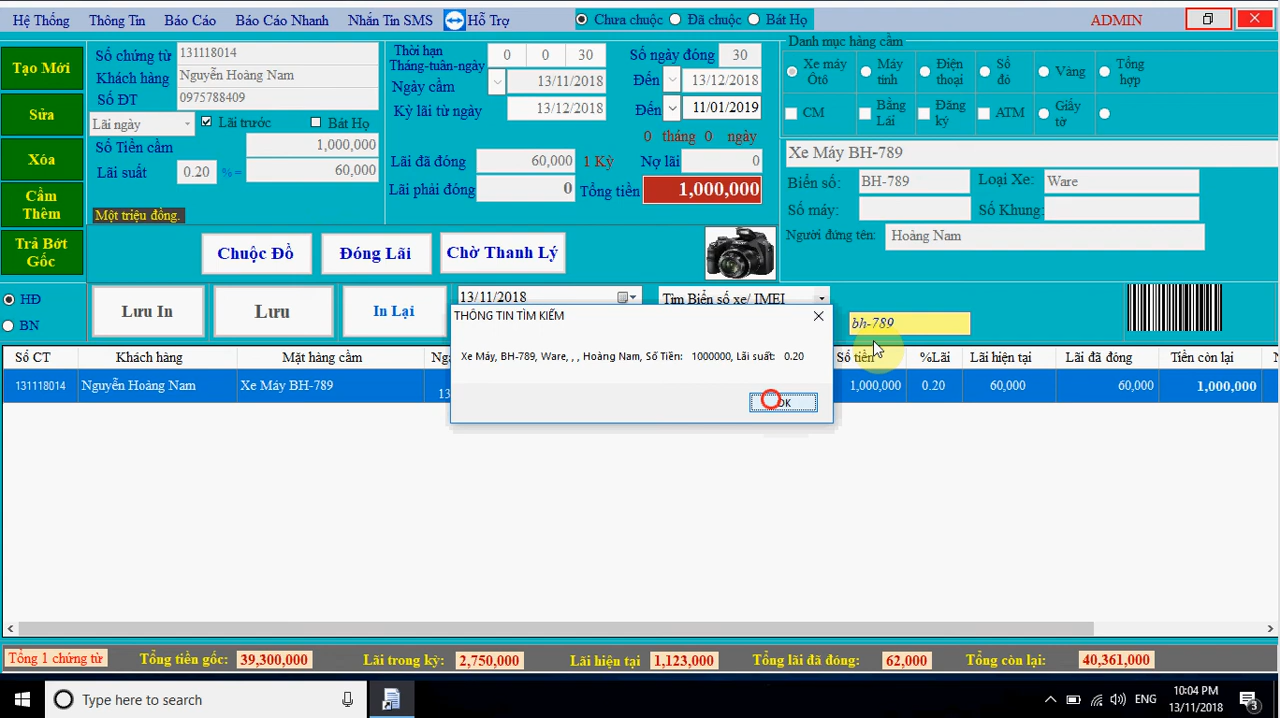 Hệ Thống Thông Tin Báo Cáo Báo Cáo Nhanh Nhắn Tin SMS Hỗ Trợ Chưa chuộc Đã chuộc Bát Họ ADMIN
Tạo Mới
Sửa
Xóa
Cầm Thêm
Trả Bớt Gốc
Số chứng từ 131118014
Khách hàng Nguyễn Hoàng Nam
Số ĐT 0975788409
Lãi ngày Lãi trước Bát Họ
Số Tiền cầm 1,000,000
Lãi suất 0.20 % = 60,000
Một triệu đồng.
Thời hạn Tháng-tuần-ngày 0 0 30 Số ngày đóng 30
Ngày cầm 13/11/2018 Đến 13/12/2018
Kỳ lãi từ ngày 13/12/2018 Đến 11/01/2019
0 tháng 0 ngày
Lãi đã đóng 60,000 1 Kỳ Nợ lãi 0
Lãi phải đóng 0 Tổng tiền 1,000,000
Danh mục hàng cầm
Xe máy Ôtô Máy tính Điện thoại Số đỏ Vàng Tổng hợp
CM Bằng Lái Đăng ký ATM Giấy tờ
Xe Máy BH-789
Biển số: BH-789 Loại Xe: Ware
Số máy: Số Khung:
Người đứng tên: Hoàng Nam
Chuộc Đồ Đóng Lãi Chờ Thanh Lý
HĐ
BN
Lưu In Lưu In Lại
13/11/2018 Tìm Biển số xe/ IMEI
bh-789
THÔNG TIN TÌM KIẾM
Xe Máy, BH-789, Ware, , , Hoàng Nam, Số Tiền: 1000000, Lãi suất: 0.20
OK
Số CT Khách hàng Mặt hàng cầm Số tiền %Lãi Lãi hiện tại Lãi đã đóng Tiền còn lại
131118014 Nguyễn Hoàng Nam Xe Máy BH-789 1,000,000 0.20 60,000 60,000 1,000,000
Tổng 1 chứng từ Tổng tiền gốc: 39,300,000 Lãi trong kỳ: 2,750,000 Lãi hiện tại 1,123,000 Tổng lãi đã đóng: 62,000 Tổng còn lại: 40,361,000
Type here to search ENG 10:04 PM
13/11/2018 3